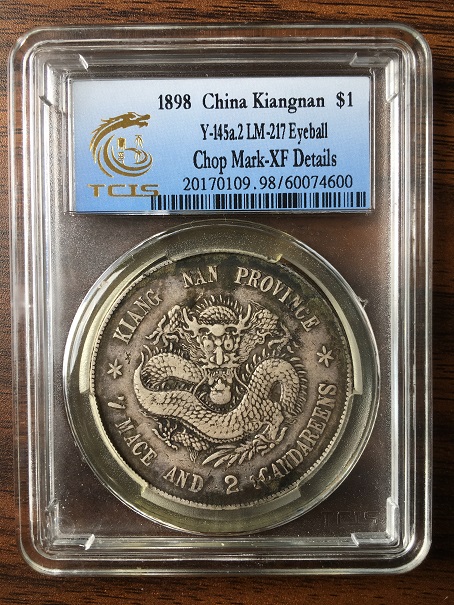 1898 China Kiangnan $1
Y-145a.2 LM-217 Eyeball
Chop Mark-XF Details
TCIS
20170109.98/60074600
KIANG NAN PROVINCE
7 MACE AND 2 CANDAREENS
TCIS